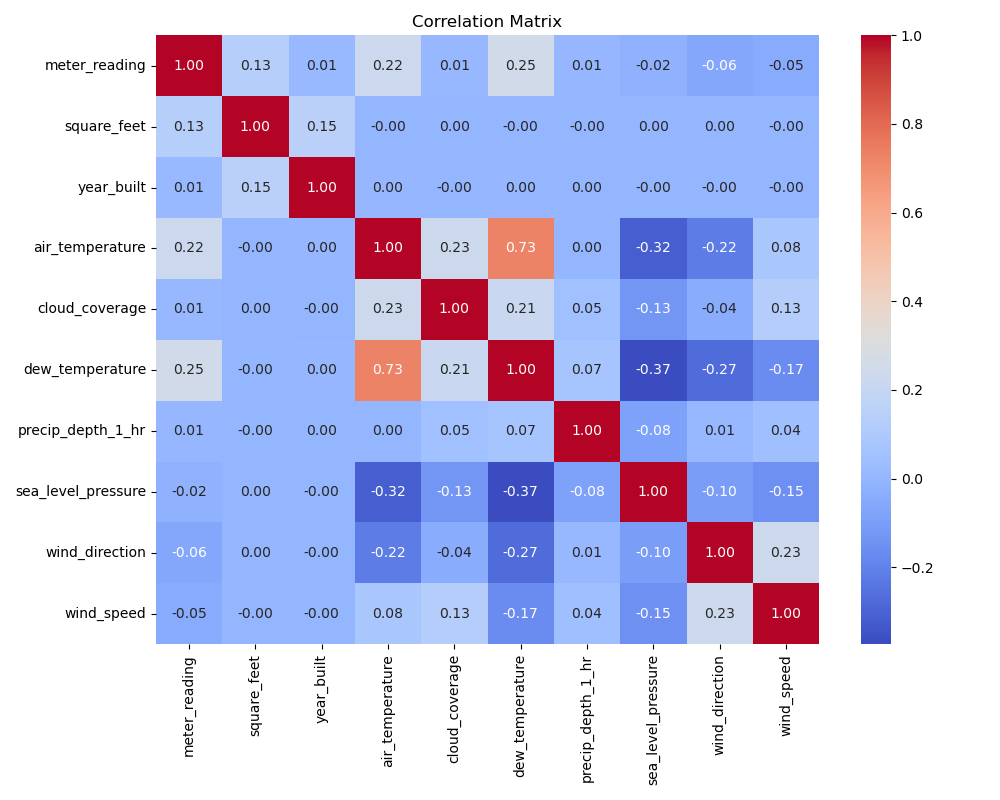 Correlation Matrix
meter_reading 1.00 0.13 0.01 0.22 0.01 0.25 0.01 -0.02 -0.06 -0.05
square_feet 0.13 1.00 0.15 -0.00 0.00 -0.00 -0.00 0.00 0.00 -0.00
year_built 0.01 0.15 1.00 0.00 -0.00 0.00 0.00 -0.00 -0.00 -0.00
air_temperature 0.22 -0.00 0.00 1.00 0.23 0.73 0.00 -0.32 -0.22 0.08
cloud_coverage 0.01 0.00 -0.00 0.23 1.00 0.21 0.05 -0.13 -0.04 0.13
dew_temperature 0.25 -0.00 0.00 0.73 0.21 1.00 0.07 -0.37 -0.27 -0.17
precip_depth_1_hr 0.01 -0.00 0.00 0.00 0.05 0.07 1.00 -0.08 0.01 0.04
sea_level_pressure -0.02 0.00 -0.00 -0.32 -0.13 -0.37 -0.08 1.00 -0.10 -0.15
wind_direction -0.06 0.00 -0.00 -0.22 -0.04 -0.27 0.01 -0.10 1.00 0.23
wind_speed -0.05 -0.00 -0.00 0.08 0.13 -0.17 0.04 -0.15 0.23 1.00
meter_reading
square_feet
year_built
air_temperature
cloud_coverage
dew_temperature
precip_depth_1_hr
sea_level_pressure
wind_direction
wind_speed
1.0
0.8
0.6
0.4
0.2
0.0
−0.2